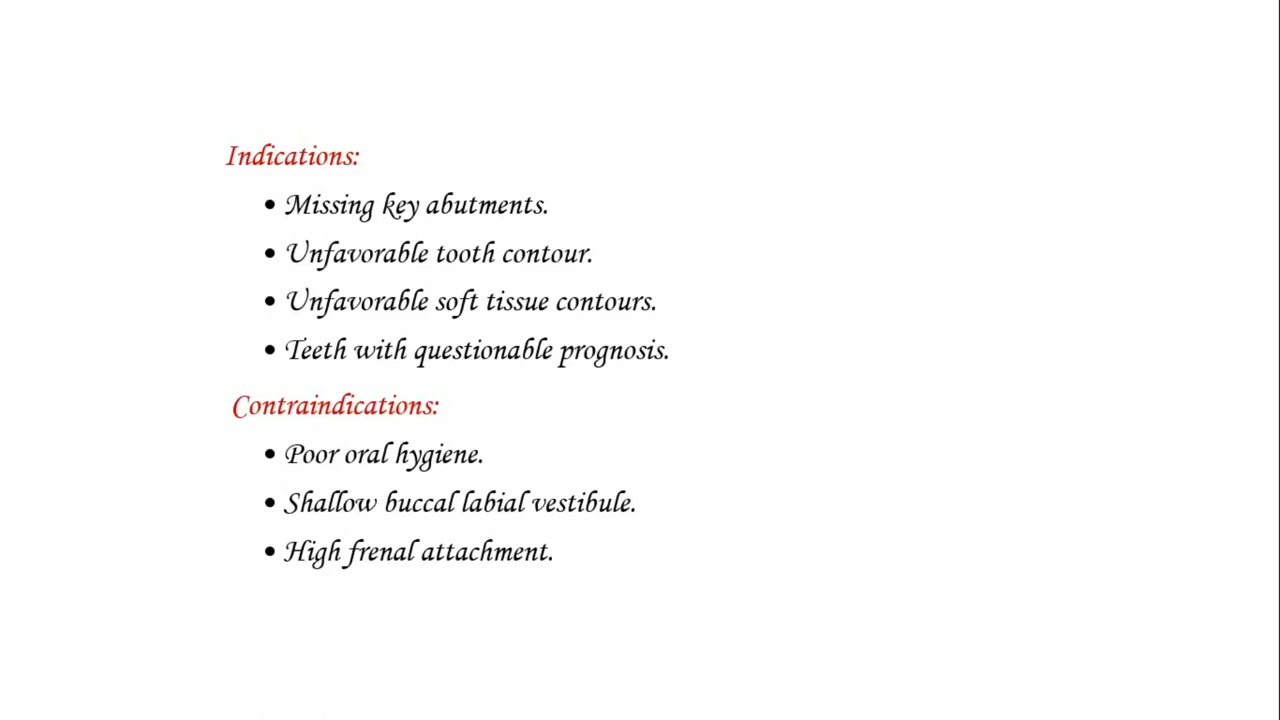 Indications:
• Missing key abutments.
• Unfavorable tooth contour.
• Unfavorable soft tissue contours.
• Teeth with questionable prognosis.
Contraindications:
• Poor oral hygiene.
• Shallow buccal labial vestibule.
• High frenal attachment.